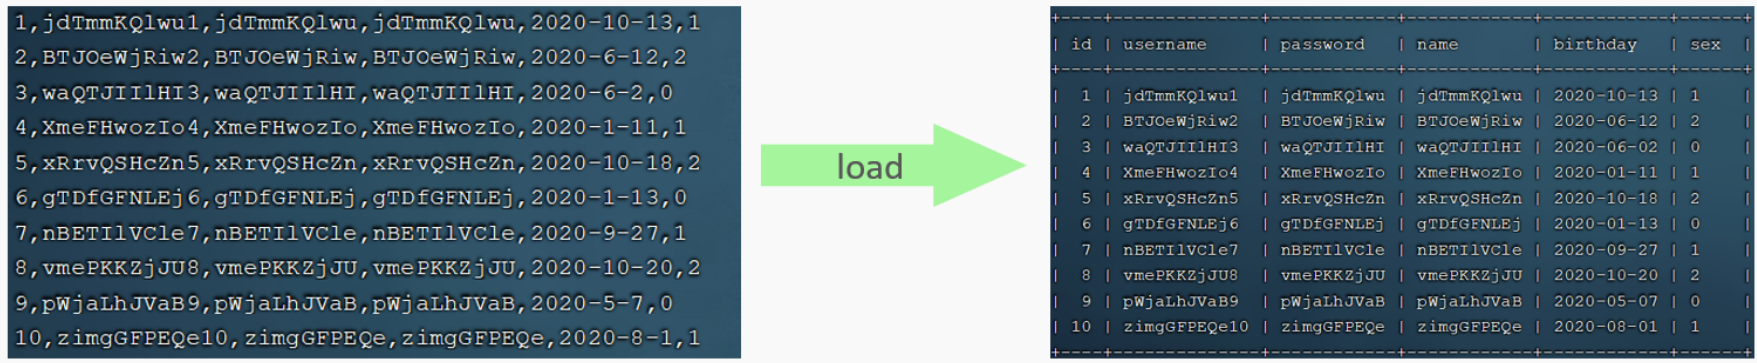 1,jdTmmKQlwu1,jdTmmKQlwu,jdTmmKQlwu,2020-10-13,1
2,BTJOeWjRiw2,BTJOeWjRiw,BTJOeWjRiw,2020-6-12,2
3,waQTJIIlHI3,waQTJIIlHI,waQTJIIlHI,2020-6-2,0
4,XmeFHwozIo4,XmeFHwozIo,XmeFHwozIo,2020-1-11,1
5,xRrvQSHcZn5,xRrvQSHcZn,xRrvQSHcZn,2020-10-18,2
6,gTDfGFNLEj6,gTDfGFNLEj,gTDfGFNLEj,2020-1-13,0
7,nBETIlVCle7,nBETIlVCle,nBETIlVCle,2020-9-27,1
8,vmePKKZjJU8,vmePKKZjJU,vmePKKZjJU,2020-10-20,2
9,pWjaLhJVaB9,pWjaLhJVaB,pWjaLhJVaB,2020-5-7,0
10,zimgGFPEQe10,zimgGFPEQe,zimgGFPEQe,2020-8-1,1
load
| id | username | password | name | birthday | sex |
| 1 | jdTmmKQlwu1 | jdTmmKQlwu | jdTmmKQlwu | 2020-10-13 | 1 |
| 2 | BTJOeWjRiw2 | BTJOeWjRiw | BTJOeWjRiw | 2020-06-12 | 2 |
| 3 | waQTJIIlHI3 | waQTJIIlHI | waQTJIIlHI | 2020-06-02 | 0 |
| 4 | XmeFHwozIo4 | XmeFHwozIo | XmeFHwozIo | 2020-01-11 | 1 |
| 5 | xRrvQSHcZn5 | xRrvQSHcZn | xRrvQSHcZn | 2020-10-18 | 2 |
| 6 | gTDfGFNLEj6 | gTDfGFNLEj | gTDfGFNLEj | 2020-01-13 | 0 |
| 7 | nBETIlVCle7 | nBETIlVCle | nBETIlVCle | 2020-09-27 | 1 |
| 8 | vmePKKZjJU8 | vmePKKZjJU | vmePKKZjJU | 2020-10-20 | 2 |
| 9 | pWjaLhJVaB9 | pWjaLhJVaB | pWjaLhJVaB | 2020-05-07 | 0 |
| 10 | zimgGFPEQe10 | zimgGFPEQe | zimgGFPEQe | 2020-08-01 | 1 |